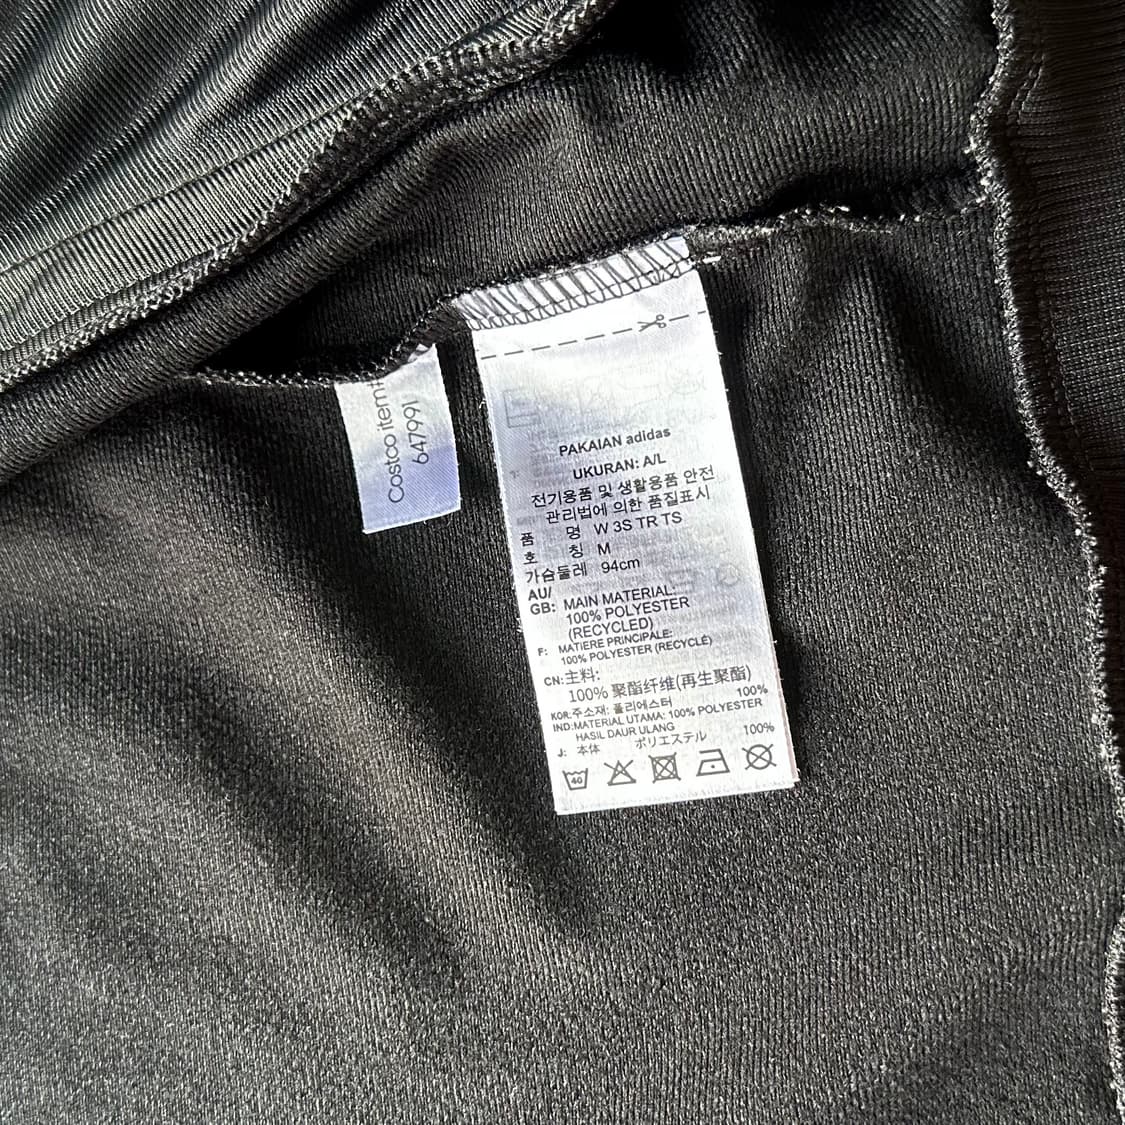 Costco item#
647991
PAKAIAN adidas
UKURAN: A/L
전기용품 및 생활용품 안전
관리법에 의한 품질표시
품 명 W 3S TR TS
호 칭 M
가슴둘레 94cm
AU/
GB: MAIN MATERIAL:
100% POLYESTER
(RECYCLED)
F: MATIERE PRINCIPALE:
100% POLYESTER (RECYCLÉ)
CN:主料:
100% 聚酯纤维(再生聚酯)
KOR:주소재: 폴리에스터 100%
IND:MATERIAL UTAMA: 100% POLYESTER
HASIL DAUR ULANG
J: 本体 ポリエステル 100%
40